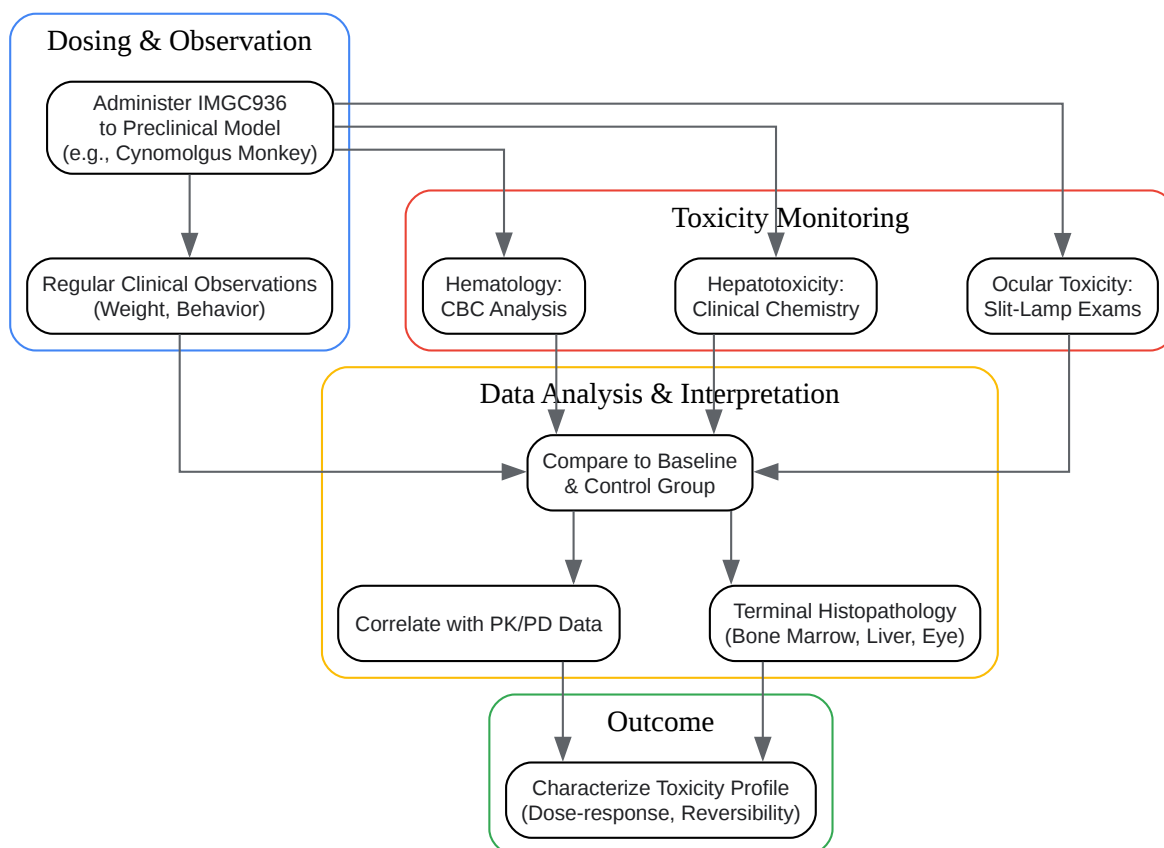 Dosing & Observation
Administer IMGC936
to Preclinical Model
(e.g., Cynomolgus Monkey)
Regular Clinical Observations
(Weight, Behavior)
Toxicity Monitoring
Hematology:
CBC Analysis
Hepatotoxicity:
Clinical Chemistry
Ocular Toxicity:
Slit-Lamp Exams
Data Analysis & Interpretation
Compare to Baseline
& Control Group
Correlate with PK/PD Data
Terminal Histopathology
(Bone Marrow, Liver, Eye)
Outcome
Characterize Toxicity Profile
(Dose-response, Reversibility)